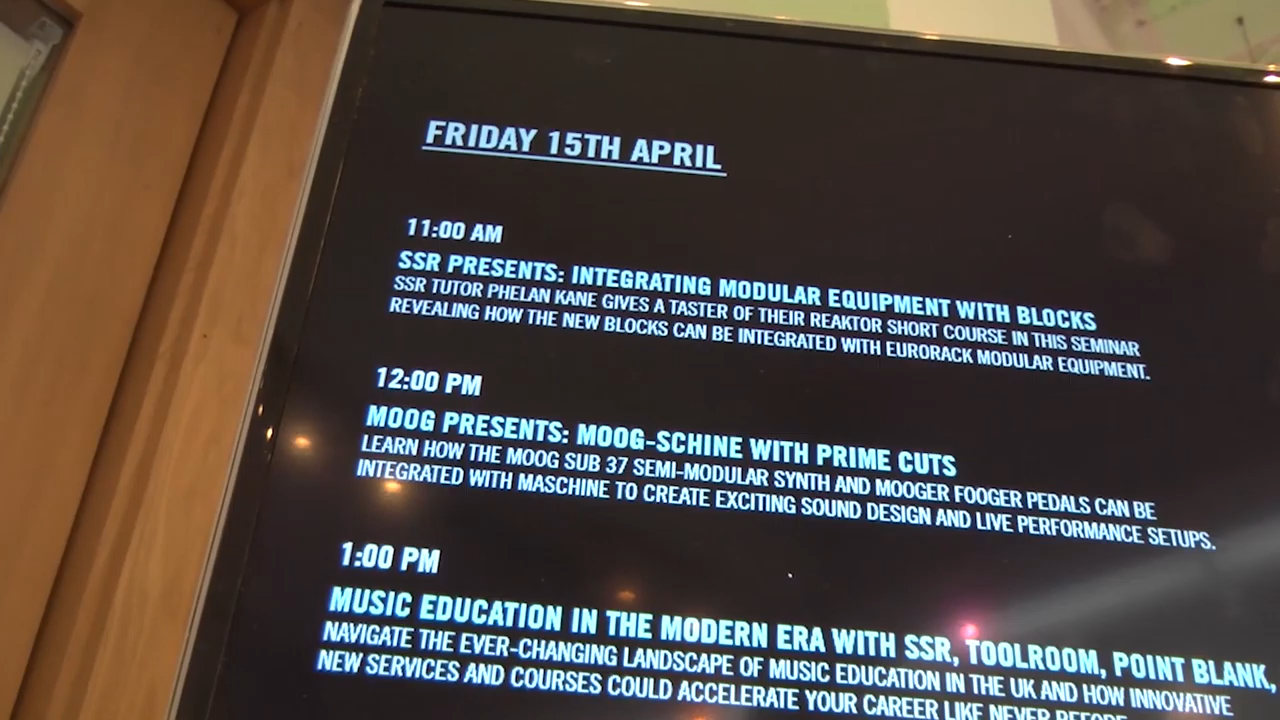 FRIDAY 15TH APRIL
11:00 AM
SSR PRESENTS: INTEGRATING MODULAR EQUIPMENT WITH BLOCKS
SSR TUTOR PHELAN KANE GIVES A TASTER OF THEIR REAKTOR SHORT COURSE IN THIS SEMINAR
REVEALING HOW THE NEW BLOCKS CAN BE INTEGRATED WITH EURORACK MODULAR EQUIPMENT.
12:00 PM
MOOG PRESENTS: MOOG-SCHINE WITH PRIME CUTS
LEARN HOW THE MOOG SUB 37 SEMI-MODULAR SYNTH AND MOOGER FOOGER PEDALS CAN BE
INTEGRATED WITH MASCHINE TO CREATE EXCITING SOUND DESIGN AND LIVE PERFORMANCE SETUPS.
1:00 PM
MUSIC EDUCATION IN THE MODERN ERA WITH SSR, TOOLROOM, POINT BLANK,
NAVIGATE THE EVER-CHANGING LANDSCAPE OF MUSIC EDUCATION IN THE UK AND HOW INNOVATIVE
NEW SERVICES AND COURSES COULD ACCELERATE YOUR CAREER LIKE NEVER BEFORE